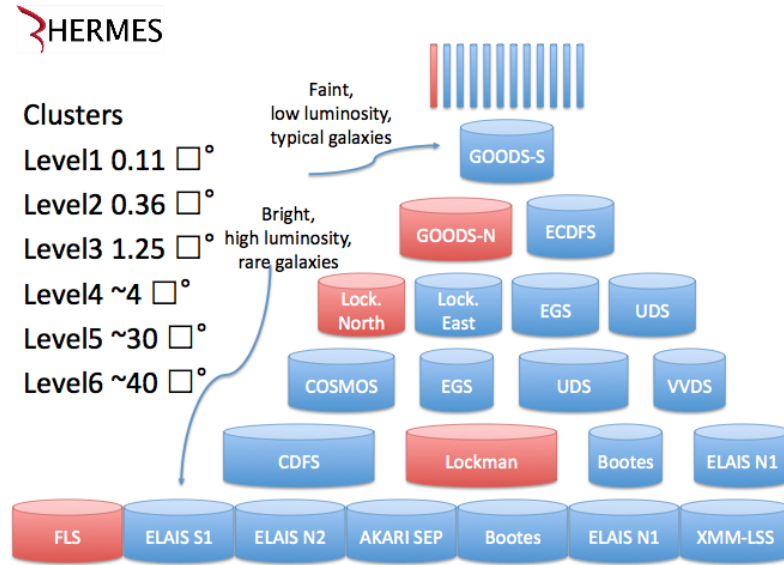 HERMES
Clusters
Level1 0.11 □°
Level2 0.36 □°
Level3 1.25 □°
Level4 ~4 □°
Level5 ~30 □°
Level6 ~40 □°
Faint,
low luminosity,
typical galaxies
Bright,
high luminosity,
rare galaxies
GOODS-S
GOODS-N
ECDFS
Lock.
North
Lock.
East
EGS
UDS
COSMOS
EGS
UDS
VVDS
CDFS
Lockman
Bootes
ELAIS N1
FLS
ELAIS S1
ELAIS N2
AKARI SEP
Bootes
ELAIS N1
XMM-LSS